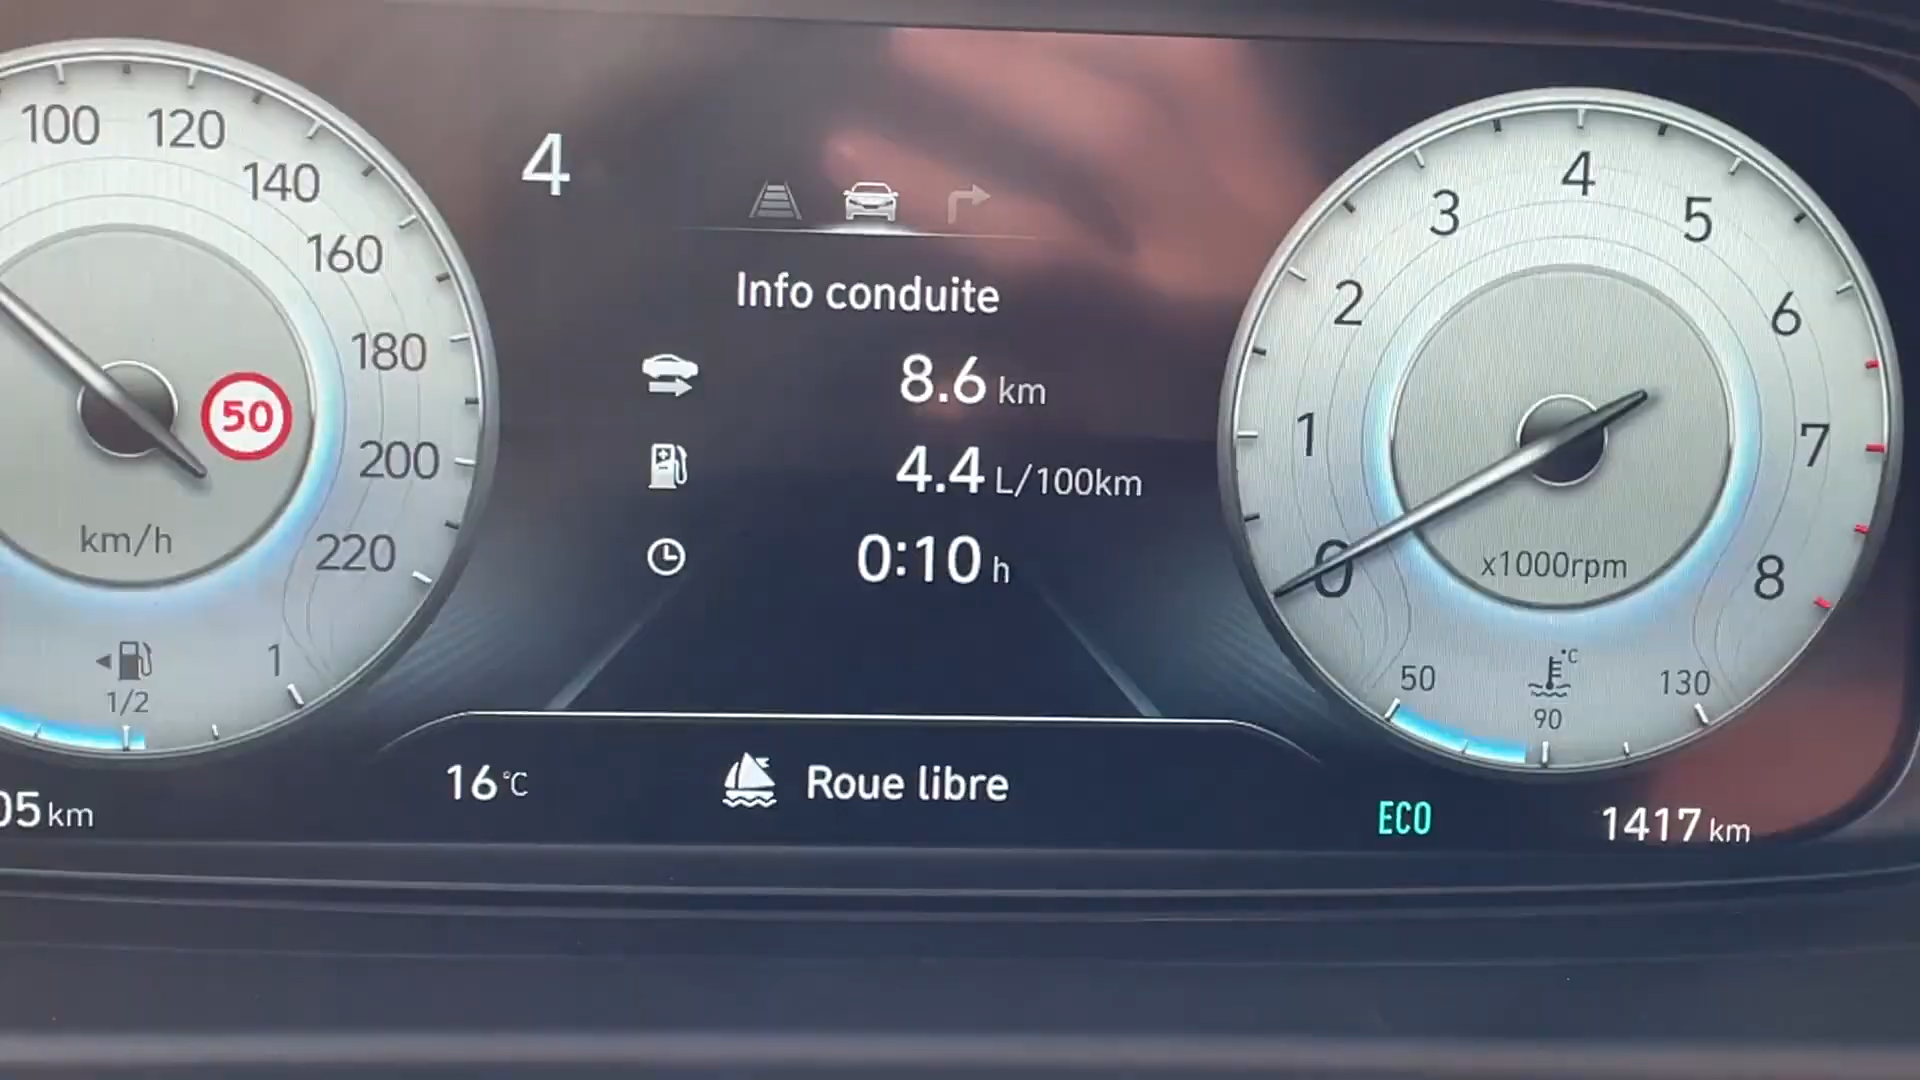 100
120
140
160
180
200
220
50
km/h
1/2
1
05 km
4
Info conduite
8.6 km
4.4 L/100km
0:10 h
16 °C
Roue libre
0
1
2
3
4
5
6
7
8
x1000rpm
50
°C
90
130
ECO
1417 km